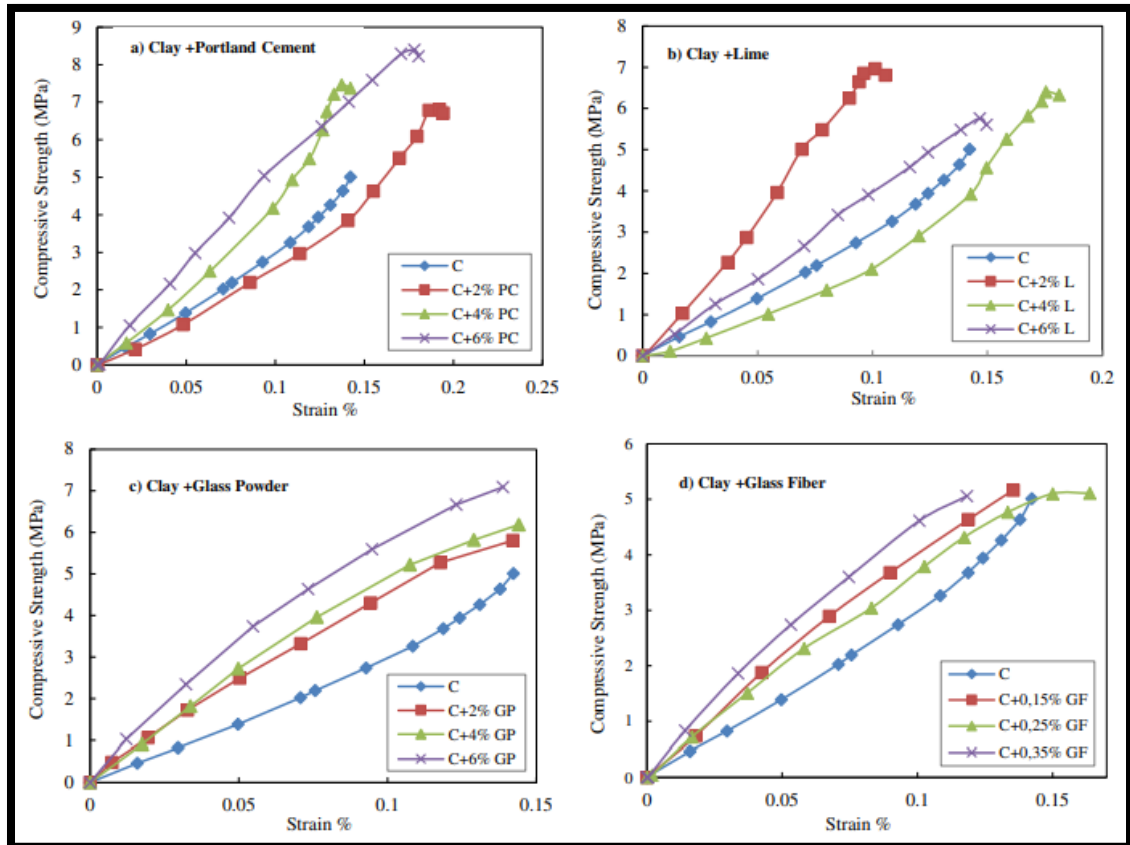 a) Clay +Portland Cement
Compressive Strength (MPa)
9
8
7
6
5
4
3
2
1
0
0
0.05
0.1
0.15
0.2
0.25
Strain %
C
C+2% PC
C+4% PC
C+6% PC
b) Clay +Lime
Compressive Strength (MPa)
8
7
6
5
4
3
2
1
0
0
0.05
0.1
0.15
0.2
Strain %
C
C+2% L
C+4% L
C+6% L
c) Clay +Glass Powder
Compressive Strength (MPa)
8
7
6
5
4
3
2
1
0
0
0.05
0.1
0.15
Strain %
C
C+2% GP
C+4% GP
C+6% GP
d) Clay +Glass Fiber
Compressive Strength (MPa)
6
5
4
3
2
1
0
0
0.05
0.1
0.15
Strain %
C
C+0,15% GF
C+0,25% GF
C+0,35% GF